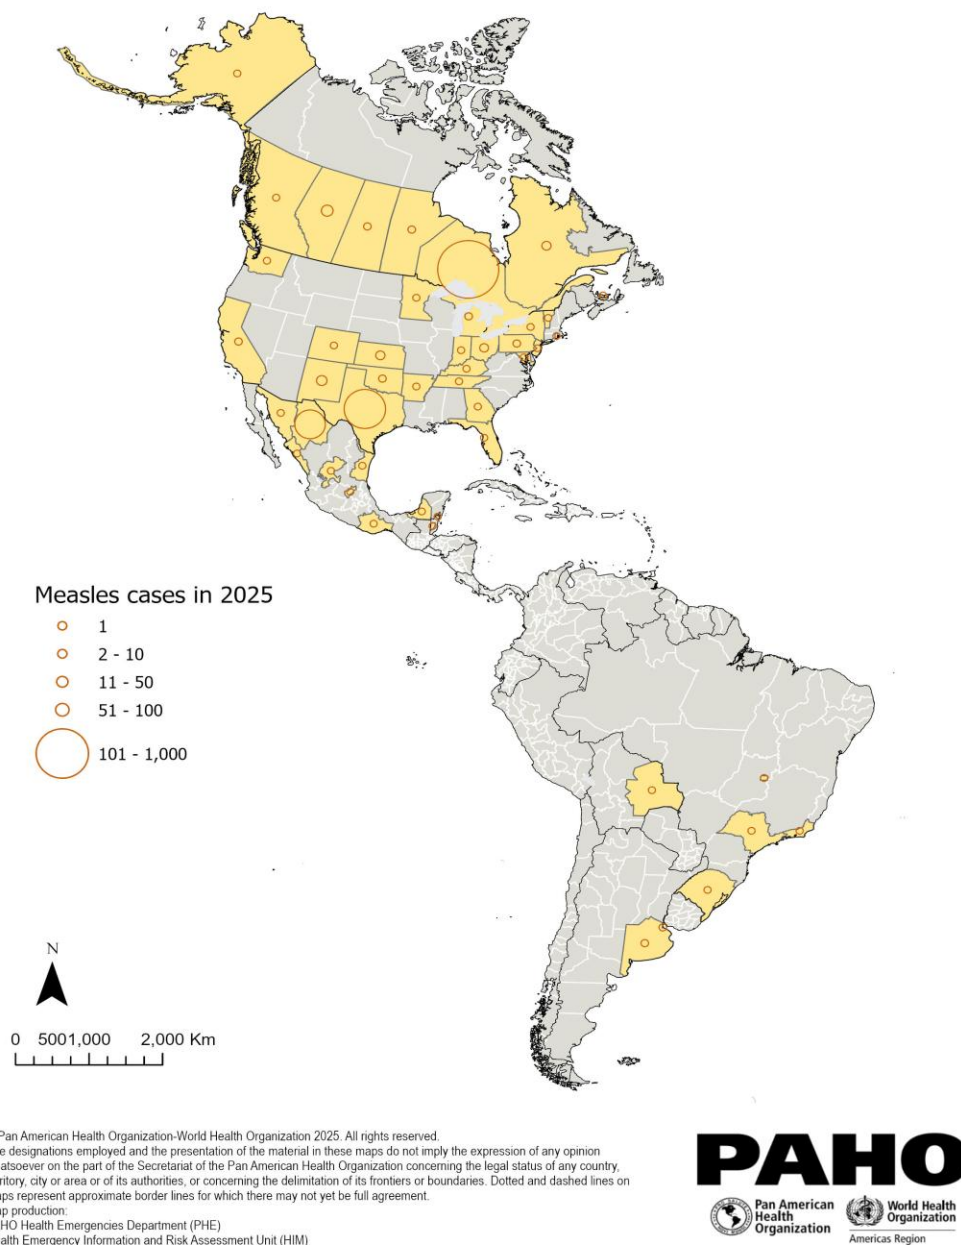 Measles cases in 2025
1
2 - 10
11 - 50
51 - 100
101 - 1,000
N
0 5001,000 2,000 Km
Pan American Health Organization-World Health Organization 2025. All rights reserved.
e designations employed and the presentation of the material in these maps do not imply the expression of any opinion
atsoever on the part of the Secretariat of the Pan American Health Organization concerning the legal status of any country,
ritory, city or area or of its authorities, or concerning the delimitation of its frontiers or boundaries. Dotted and dashed lines on
aps represent approximate border lines for which there may not yet be full agreement.
ap production:
AHO Health Emergencies Department (PHE)
ealth Emergency Information and Risk Assessment Unit (HIM)
PAHO
Pan American
Health
Organization
World Health
Organization
Americas Region